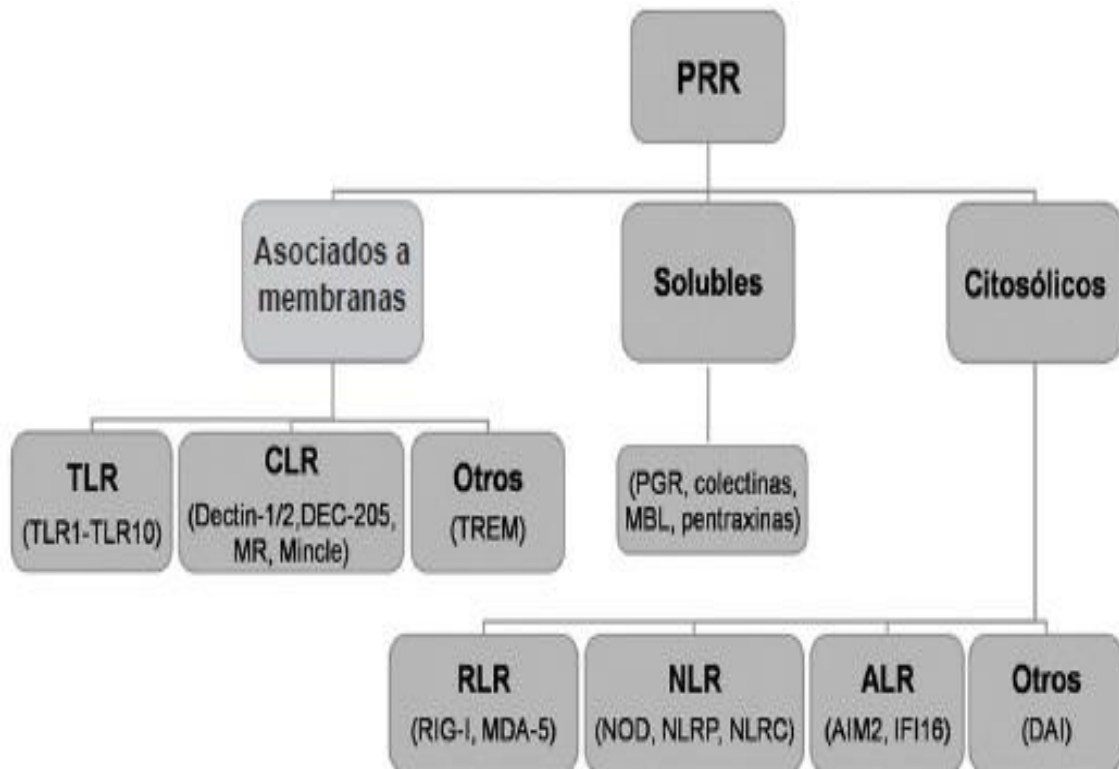 PRR
Asociados a
membranas
Solubles
Citosólicos
TLR
(TLR1-TLR10)
CLR
(Dectin-1/2,DEC-205,
MR, Mincle)
Otros
(TREM)
(PGR, colectinas,
MBL, pentraxinas)
RLR
(RIG-I, MDA-5)
NLR
(NOD, NLRP, NLRC)
ALR
(AIM2, IFI16)
Otros
(DAI)